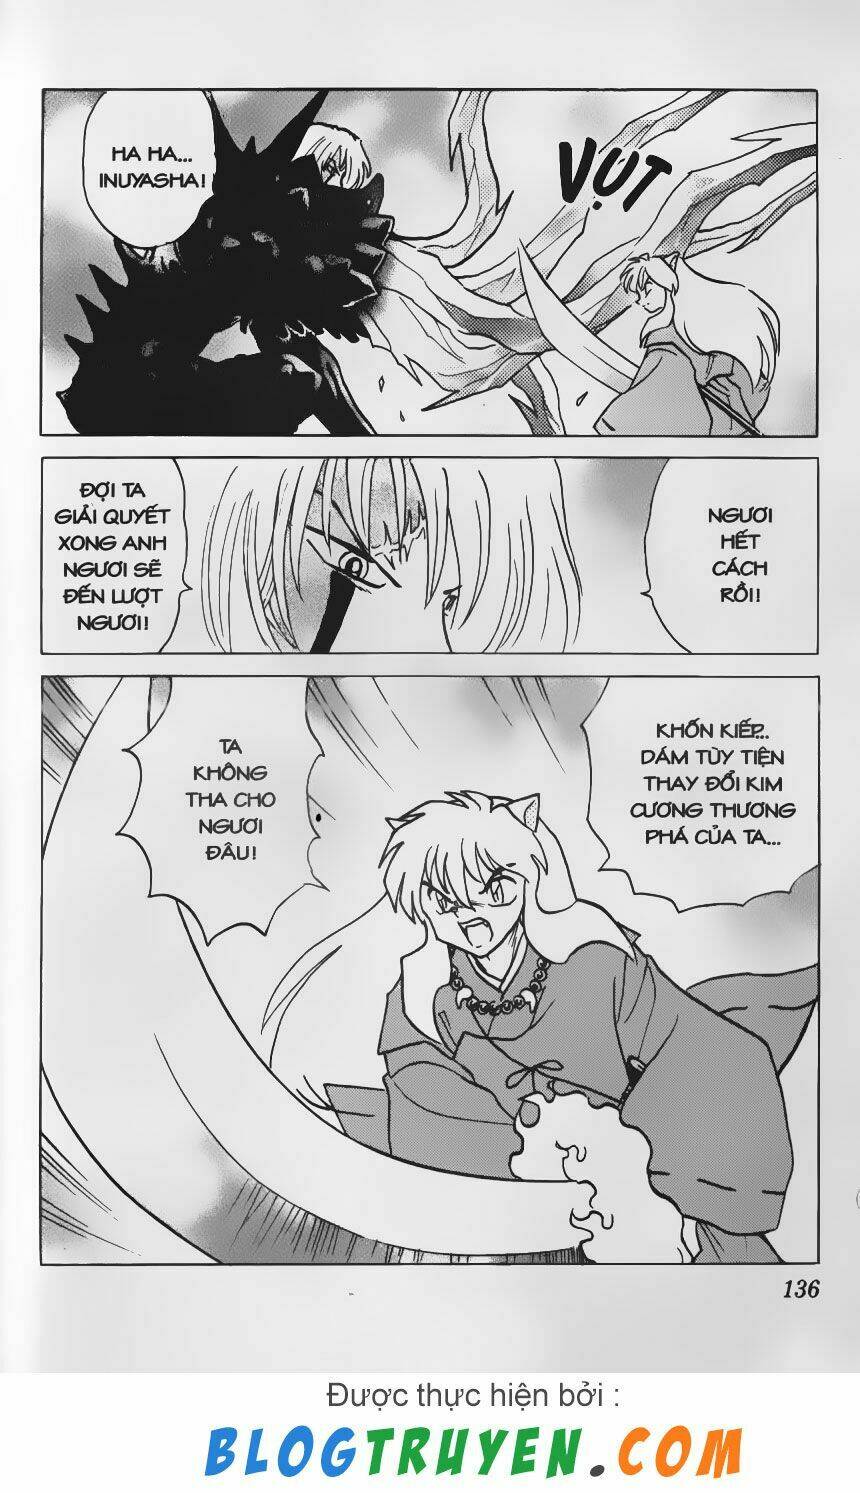 HA HA...
INUYASHA!
VỤT
ĐỢI TA
GIẢI QUYẾT
XONG ANH
NGƯƠI SẼ
ĐẾN LƯỢT
NGƯƠI!
NGƯƠI
HẾT
CÁCH
RỒI!
TA
KHÔNG
THA CHO
NGƯƠI
ĐÂU!
KHỐN KIẾP...
DÁM TÙY TIỆN
THAY ĐỔI KIM
CƯƠNG THƯƠNG
PHÁ CỦA TA...
136
Được thực hiện bởi :
BLOGTRUYEN.COM